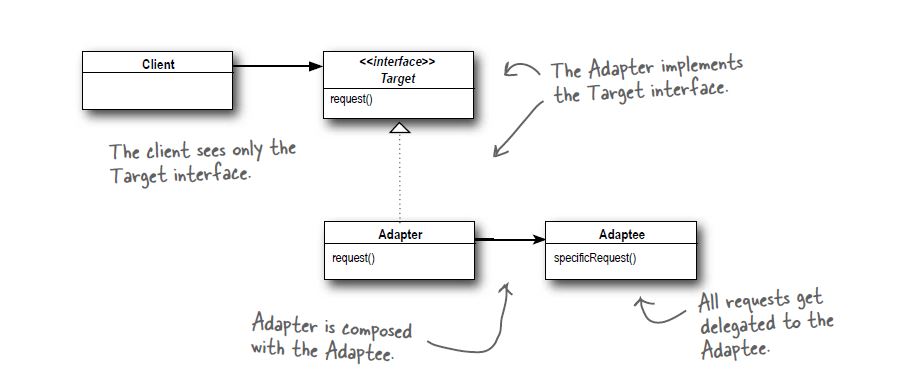 Client
<<interface>>
Target
request()
The Adapter implements
the Target interface.
The client sees only the
Target interface.
Adapter
request()
Adaptee
specificRequest()
Adapter is composed
with the Adaptee.
All requests get
delegated to the
Adaptee.